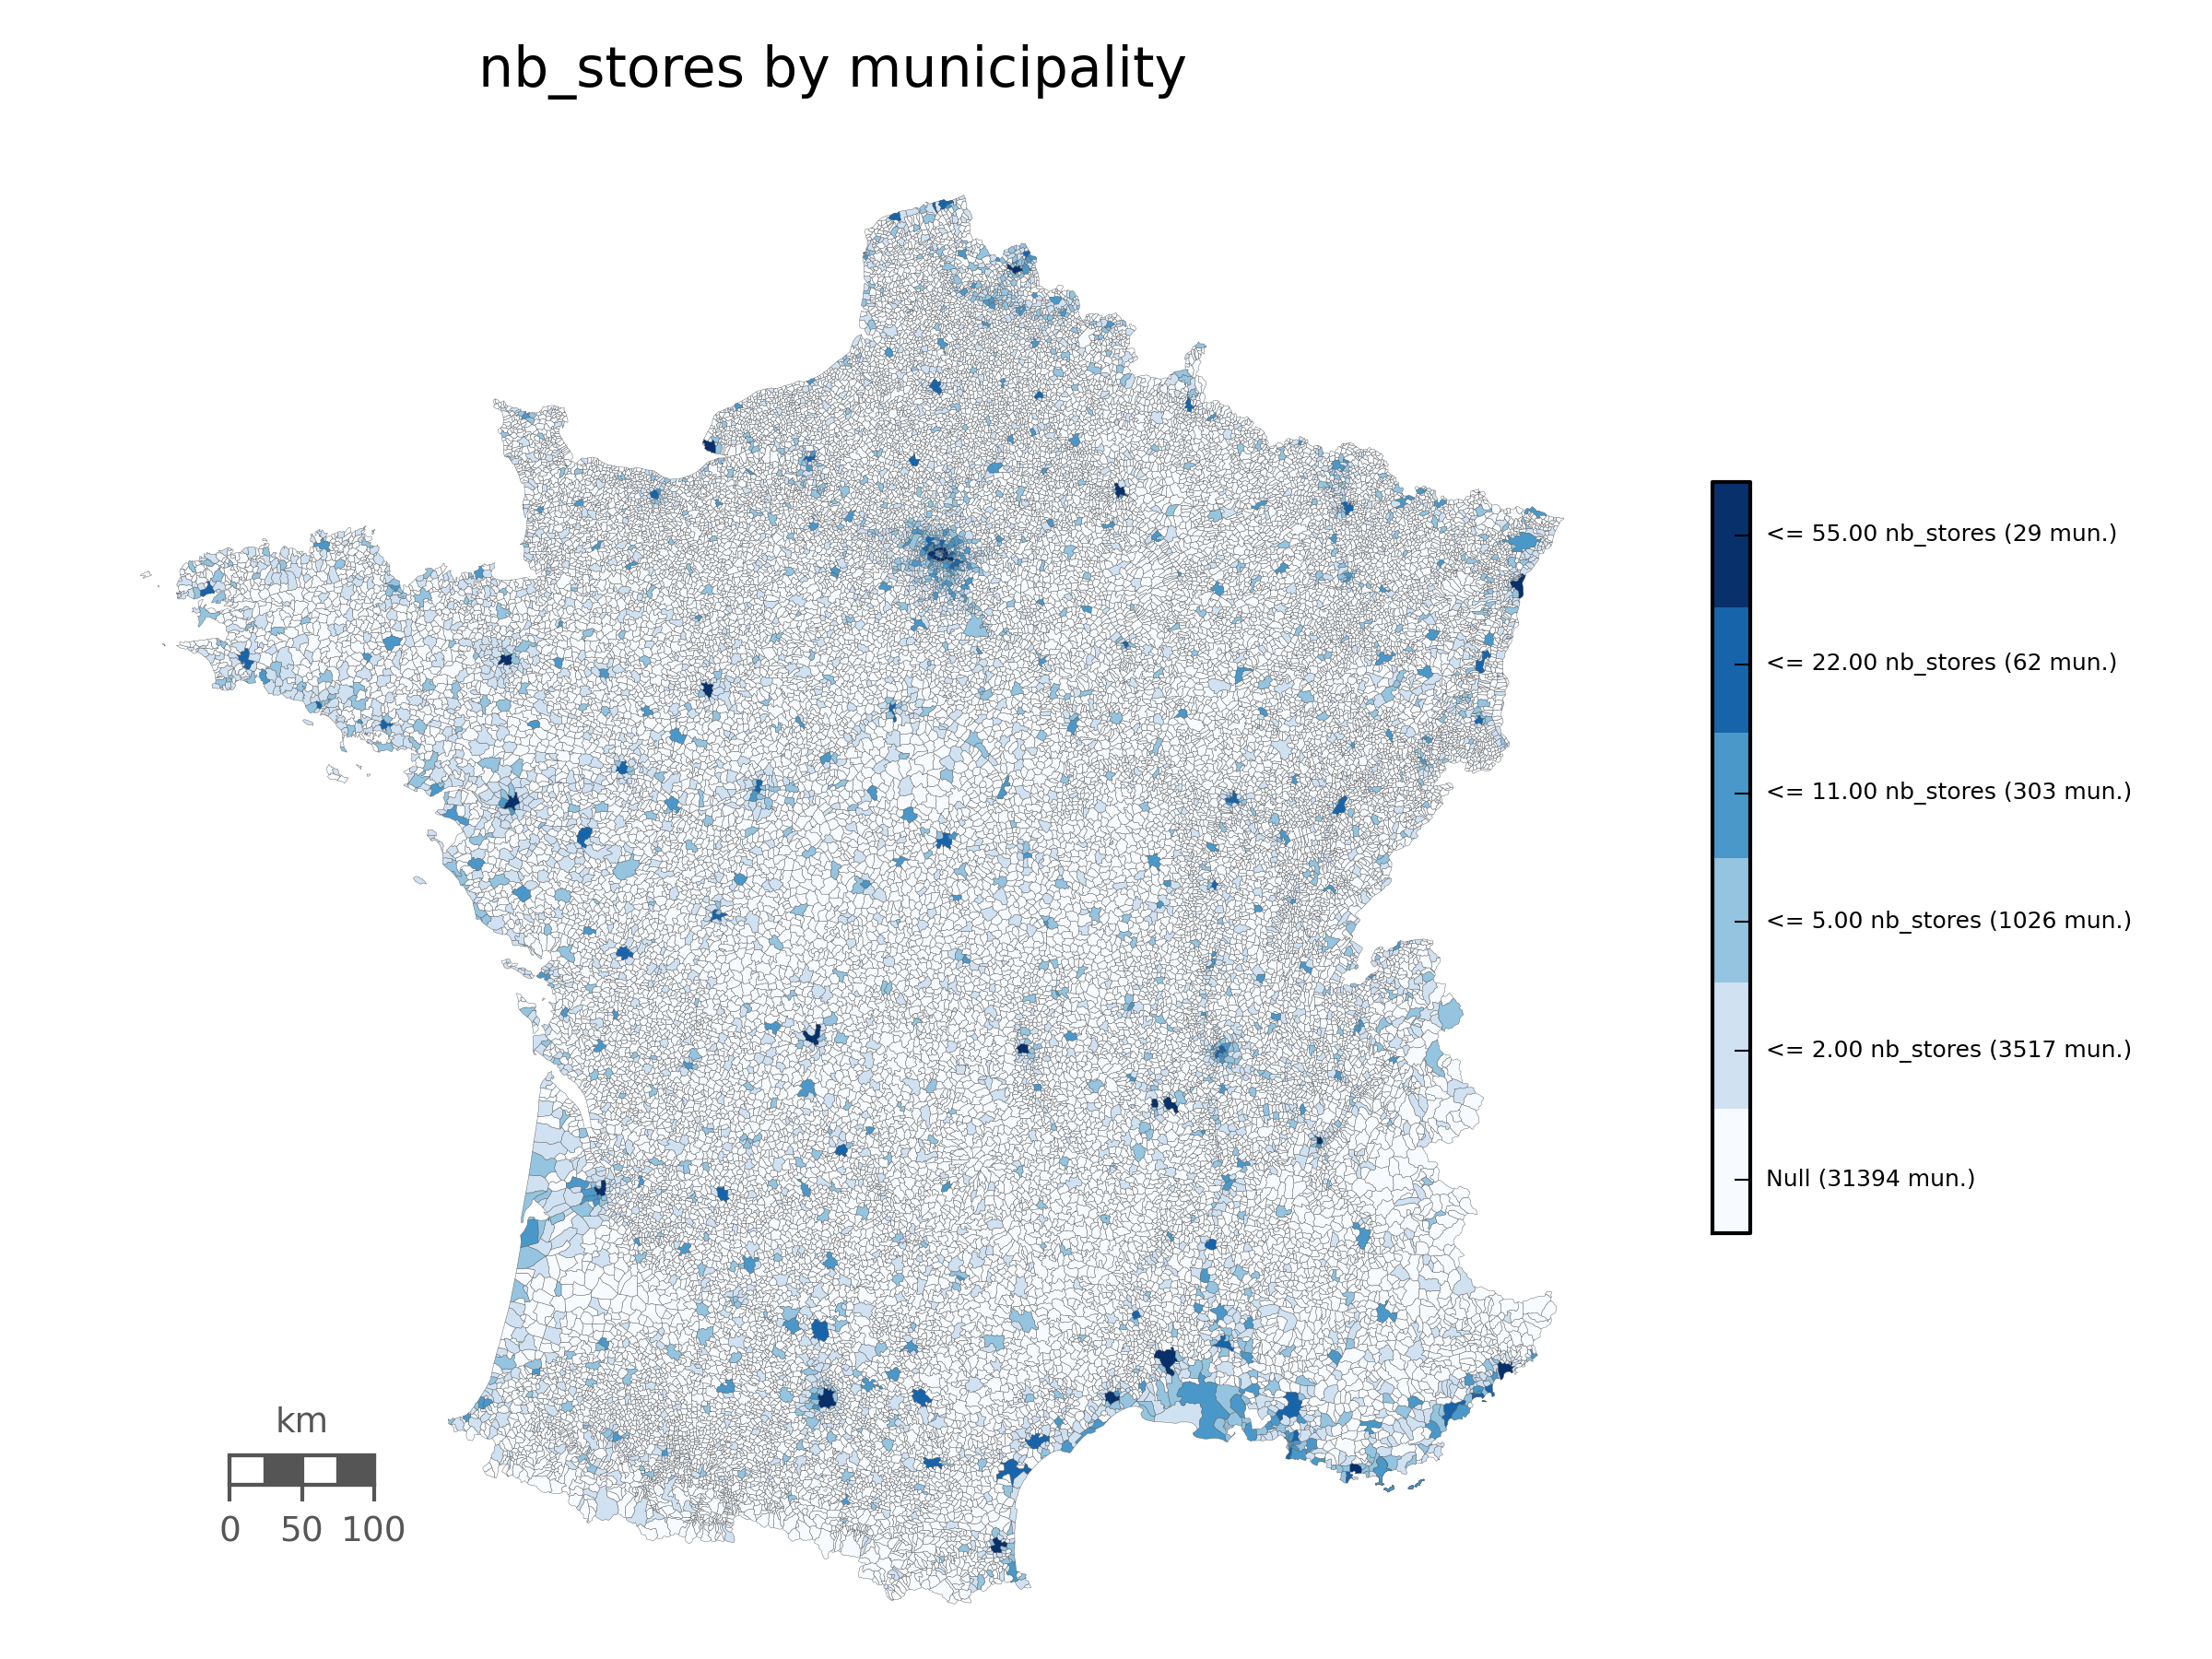 nb_stores by municipality
<= 55.00 nb_stores (29 mun.)
<= 22.00 nb_stores (62 mun.)
<= 11.00 nb_stores (303 mun.)
<= 5.00 nb_stores (1026 mun.)
<= 2.00 nb_stores (3517 mun.)
Null (31394 mun.)
km
0 50 100